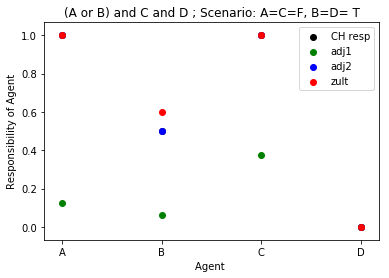 (A or B) and C and D ; Scenario: A=C=F, B=D= T
CH resp
adj1
adj2
zult
Responsibility of Agent
1.0
0.8
0.6
0.4
0.2
0.0
A B C D
Agent